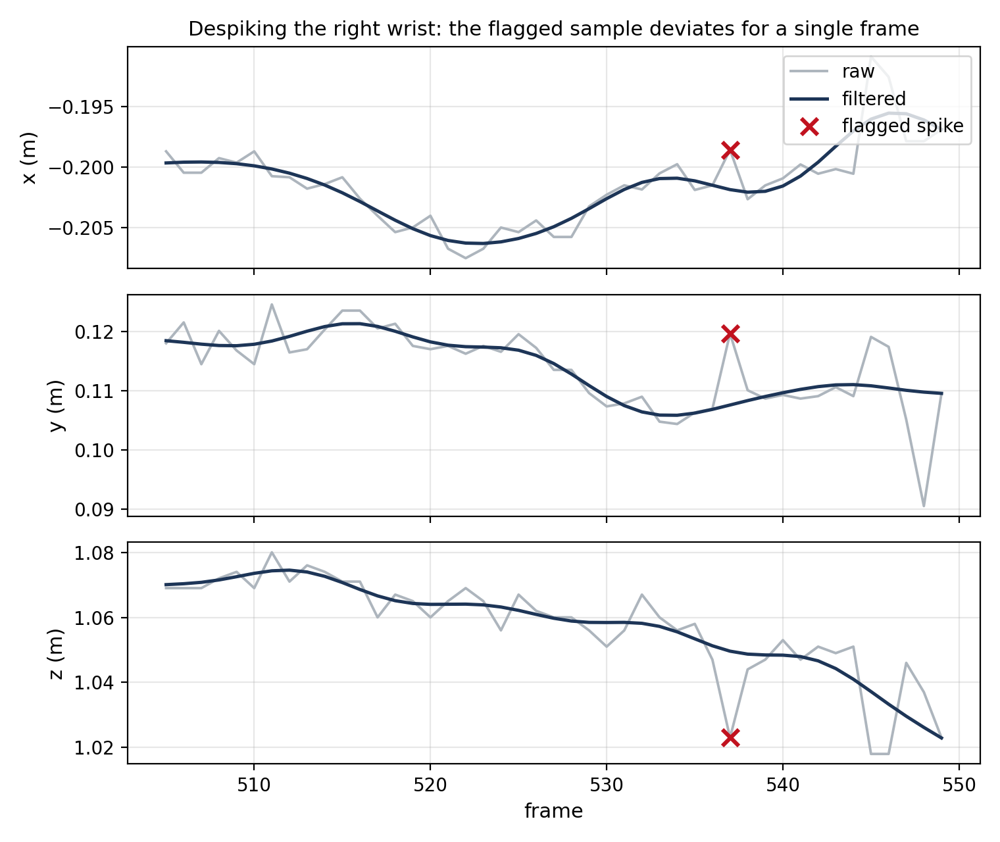 Despiking the right wrist: the flagged sample deviates for a single frame
raw
filtered
flagged spike
x (m)
−0.195
−0.200
−0.205
y (m)
0.12
0.11
0.10
0.09
z (m)
1.08
1.06
1.04
1.02
510 520 530 540 550
frame